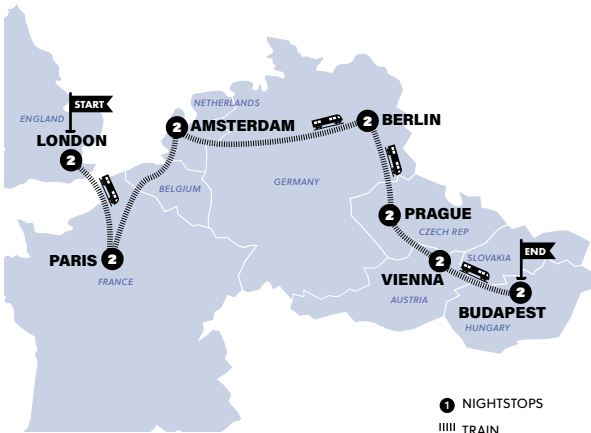 START
ENGLAND
LONDON
2
NETHERLANDS
2 AMSTERDAM
2 BERLIN
BELGIUM
GERMANY
2 PRAGUE
CZECH REP
PARIS 2
FRANCE
SLOVAKIA
END
2
VIENNA
AUSTRIA
2
BUDAPEST
HUNGARY
1 NIGHTSTOPS
TRAIN